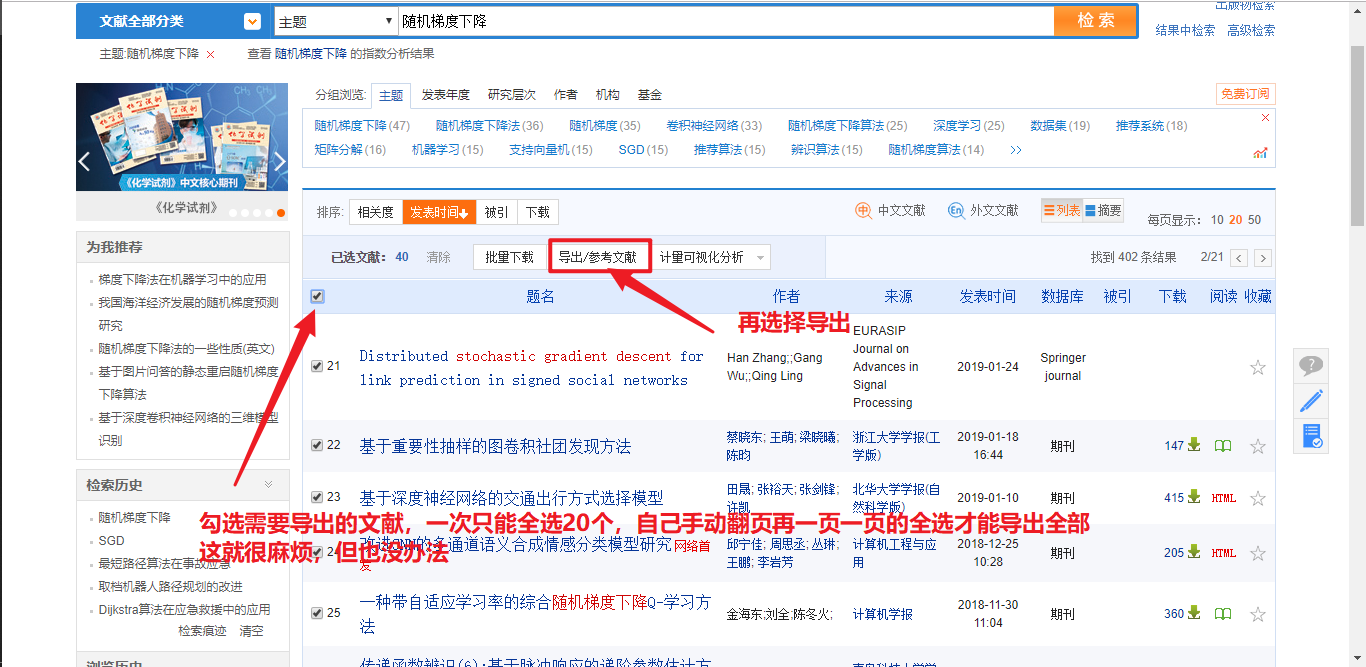 文献全部分类
主题
随机梯度下降
检 索
出版物检索
结果中检索 高级检索
主题:随机梯度下降 ×
查看 随机梯度下降 的指数分析结果
《化学试剂》中文核心期刊
《化学试剂》
为我推荐
梯度下降法在机器学习中的应用
我国海洋经济发展的随机梯度预测
研究
随机梯度下降法的一些性质(英文)
基于图片问答的静态重启随机梯度
下降算法
基于深度卷积神经网络的三维模型
识别
检索历史
随机梯度下降
SGD
最短路径算法在事故应急
取档机器人路径规划的改进
Dijkstra算法在应急救援中的应用
检索痕迹 清空
浏览历史
分组浏览: 主题 发表年度 研究层次 作者 机构 基金
免费订阅
随机梯度下降(47) 随机梯度下降法(36) 随机梯度(35) 卷积神经网络(33) 随机梯度下降算法(25) 深度学习(25) 数据集(19) 推荐系统(18)
矩阵分解(16) 机器学习(15) 支持向量机(15) SGD(15) 推荐算法(15) 辨识算法(15) 随机梯度算法(14) >>
排序: 相关度 发表时间↓ 被引 下载
中 中文文献 En 外文文献 列表 摘要 每页显示: 10 20 50
已选文献: 40 清除 批量下载 导出/参考文献 计量可视化分析
找到 402 条结果 2/21 < >
题名 作者 来源 发表时间 数据库 被引 下载 阅读 收藏
再选择导出
21 Distributed stochastic gradient descent for
link prediction in signed social networks
Han Zhang;;Gang
Wu;;Qing Ling
EURASIP
Journal on
Advances in
Signal
Processing
2019-01-24
Springer
journal
22 基于重要性抽样的图卷积社团发现方法
蔡晓东; 王萌; 梁晓曦;
陈昀
浙江大学学报(工
学版)
2019-01-18
16:44
期刊
147
23 基于深度神经网络的交通出行方式选择模型
田晟; 张裕天; 张剑锋;
许凯
北华大学学报(自
然科学版)
2019-01-10
期刊
415 HTML
勾选需要导出的文献，一次只能全选20个，自己手动翻页再一页一页的全选才能导出全部
这就很麻烦，但也没办法
24 改进CNN的多通道语义合成情感分类模型研究 网络首
发
邱宁佳; 周思丞; 丛琳;
王鹏; 李岩芳
计算机工程与应
用
2018-12-25
10:28
期刊
205 HTML
25 一种带自适应学习率的综合随机梯度下降Q-学习方
法
金海东;刘全;陈冬火;
计算机学报
2018-11-30
11:04
期刊
360
传递函数辨识(6):基于脉冲响应的递阶参数估计方